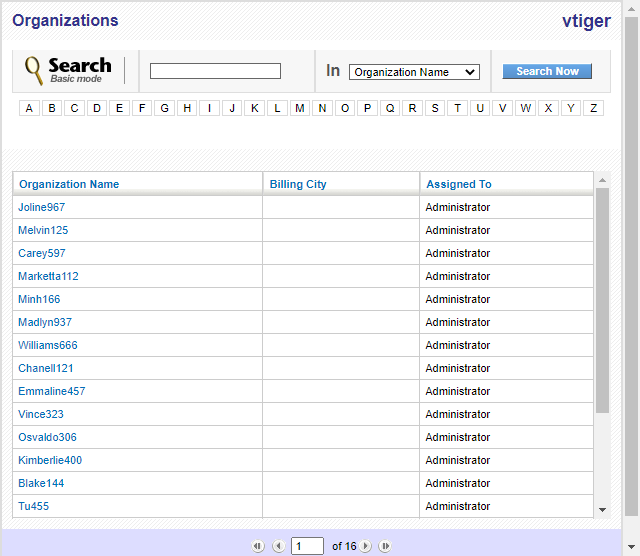 Organizations vtiger
Search
Basic mode
In Organization Name Search Now
A B C D E F G H I J K L M N O P Q R S T U V W X Y Z
Organization Name Billing City Assigned To
Joline967 Administrator
Melvin125 Administrator
Carey597 Administrator
Marketta112 Administrator
Minh166 Administrator
Madlyn937 Administrator
Williams666 Administrator
Chanell121 Administrator
Emmaline457 Administrator
Vince323 Administrator
Osvaldo306 Administrator
Kimberlie400 Administrator
Blake144 Administrator
Tu455 Administrator
1 of 16